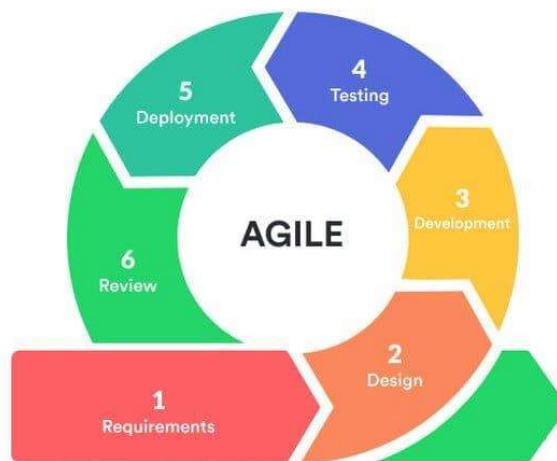 5
Deployment
4
Testing
3
Development
AGILE
6
Review
2
Design
1
Requirements